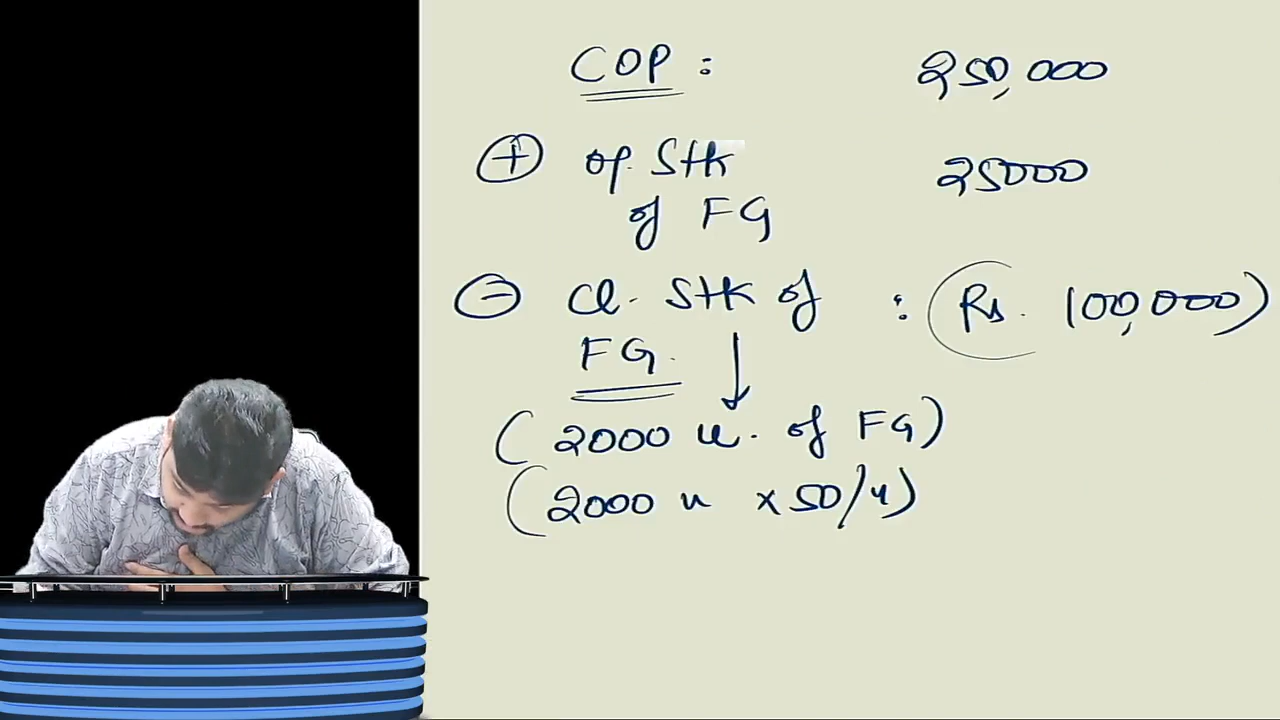 COP : 250,000
+ op. Stk 25000
of FG
- Cl. Stk of : (Rs. 100,000)
FG.
(2000 u. of FG)
(2000 u x 50/u)